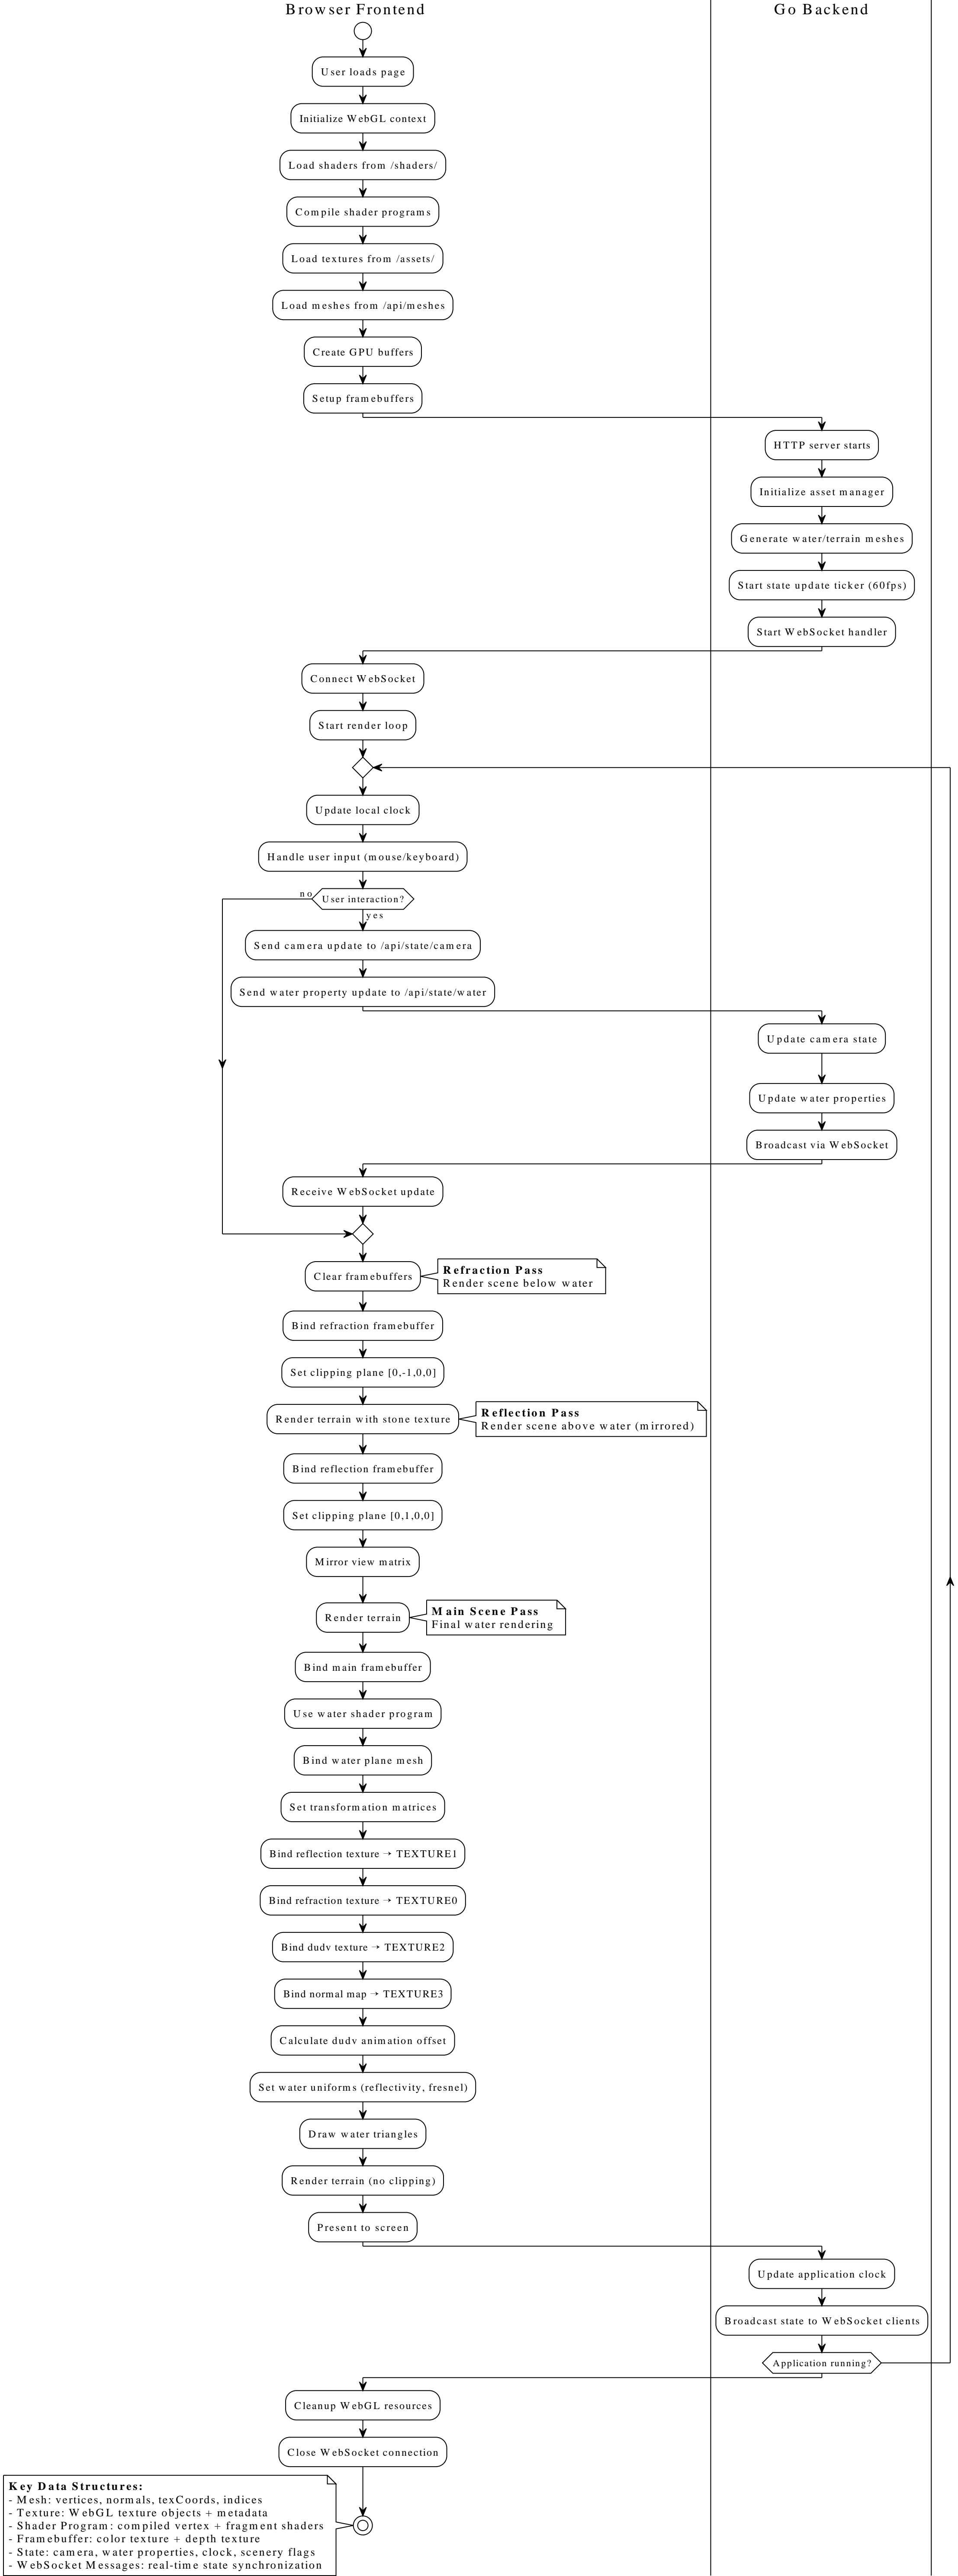 Browser Frontend
Go Backend
User loads page
Initialize WebGL context
Load shaders from /shaders/
Compile shader programs
Load textures from /assets/
Load meshes from /api/meshes
Create GPU buffers
Setup framebuffers
HTTP server starts
Initialize asset manager
Generate water/terrain meshes
Start state update ticker (60fps)
Start WebSocket handler
Connect WebSocket
Start render loop
Update local clock
Handle user input (mouse/keyboard)
no
User interaction?
yes
Send camera update to /api/state/camera
Send water property update to /api/state/water
Update camera state
Update water properties
Broadcast via WebSocket
Receive WebSocket update
Clear framebuffers
Refraction Pass
Render scene below water
Bind refraction framebuffer
Set clipping plane [0,-1,0,0]
Render terrain with stone texture
Reflection Pass
Render scene above water (mirrored)
Bind reflection framebuffer
Set clipping plane [0,1,0,0]
Mirror view matrix
Render terrain
Main Scene Pass
Final water rendering
Bind main framebuffer
Use water shader program
Bind water plane mesh
Set transformation matrices
Bind reflection texture → TEXTURE1
Bind refraction texture → TEXTURE0
Bind dudv texture → TEXTURE2
Bind normal map → TEXTURE3
Calculate dudv animation offset
Set water uniforms (reflectivity, fresnel)
Draw water triangles
Render terrain (no clipping)
Present to screen
Update application clock
Broadcast state to WebSocket clients
Application running?
Cleanup WebGL resources
Close WebSocket connection
Key Data Structures:
- Mesh: vertices, normals, texCoords, indices
- Texture: WebGL texture objects + metadata
- Shader Program: compiled vertex + fragment shaders
- Framebuffer: color texture + depth texture
- State: camera, water properties, clock, scenery flags
- WebSocket Messages: real-time state synchronization